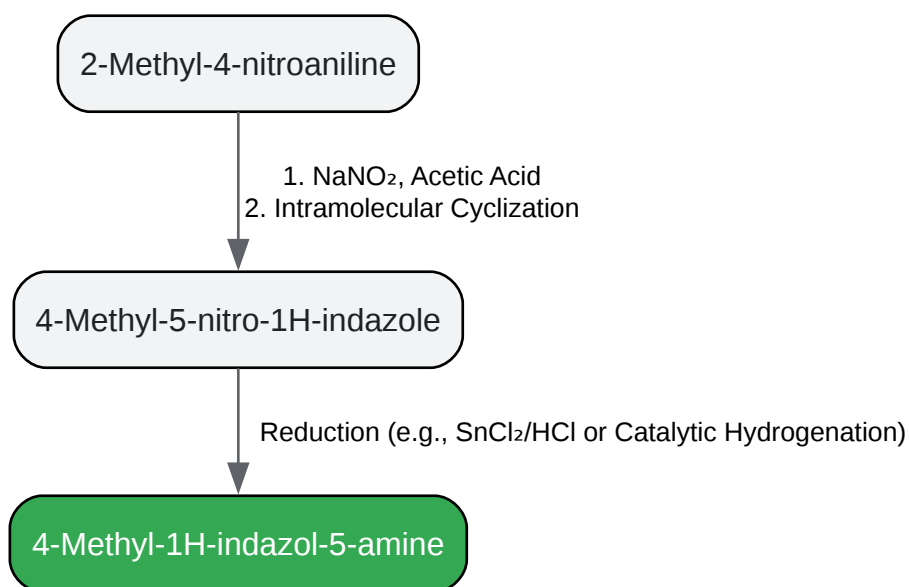 2-Methyl-4-nitroaniline
1. NaNO₂, Acetic Acid
2. Intramolecular Cyclization
4-Methyl-5-nitro-1H-indazole
Reduction (e.g., SnCl₂/HCl or Catalytic Hydrogenation)
4-Methyl-1H-indazol-5-amine